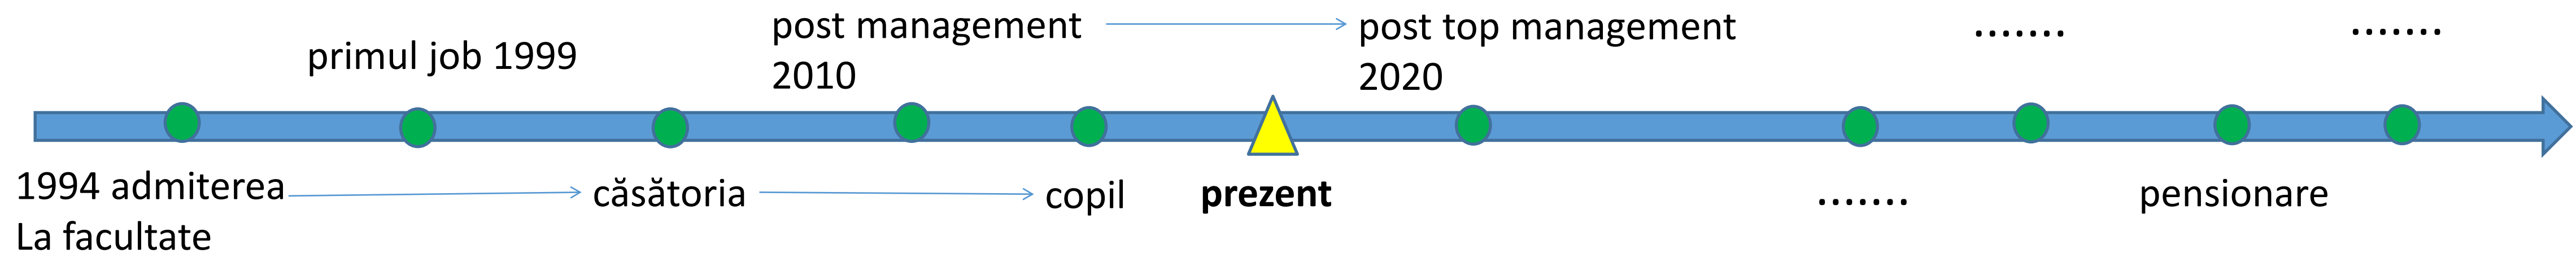 primul job 1999
post management
2010
post top management
2020
.......
.......
1994 admiterea
La facultate
căsătoria
copil
prezent
.......
pensionare